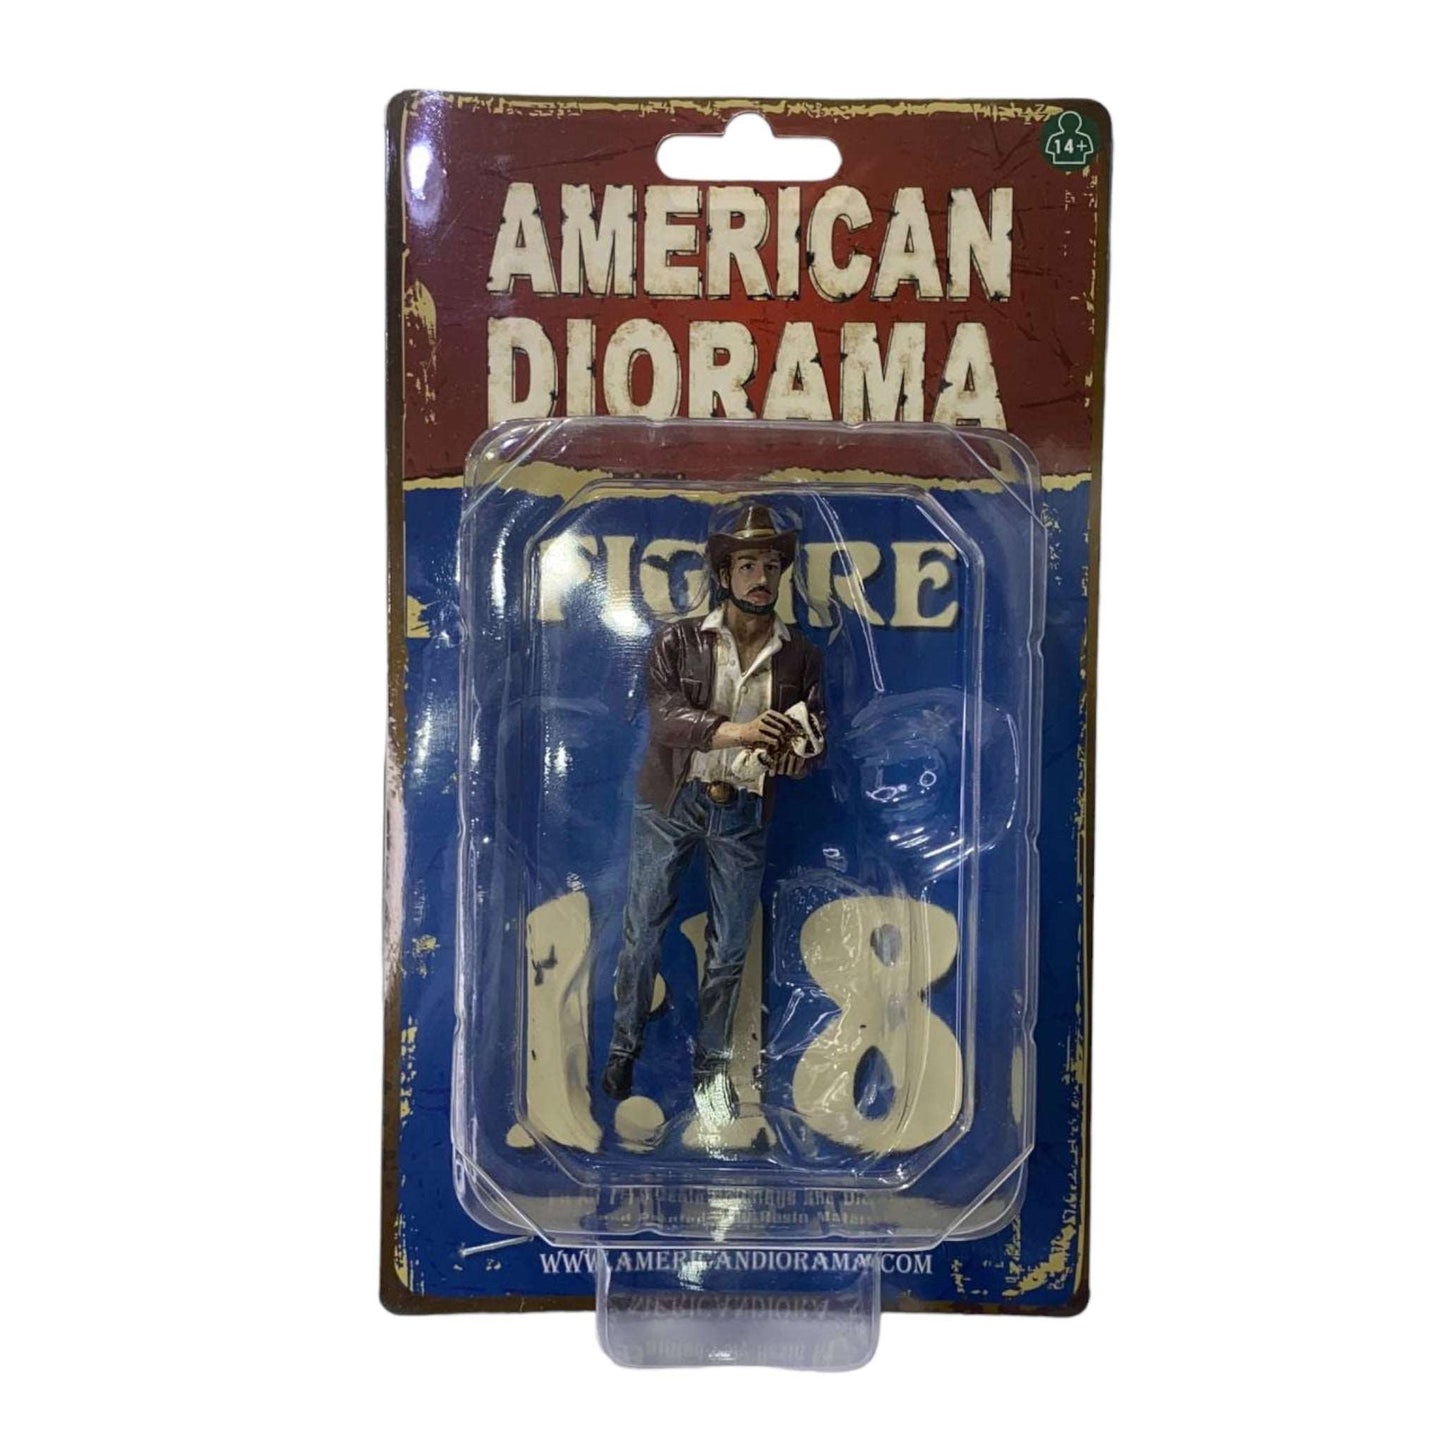 14+
AMERICAN
DIORAMA
FIGURE
1:18
WWW.AMERICANDIORAMA.COM